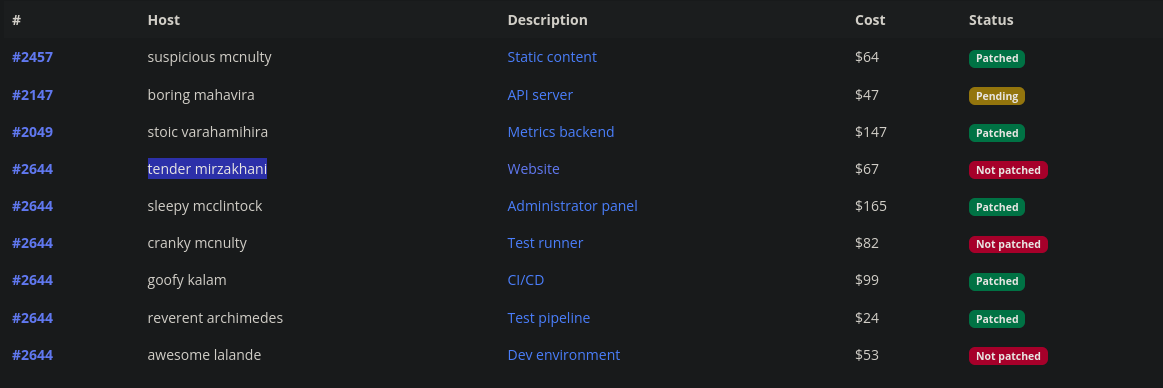 # Host Description Cost Status
#2457 suspicious mcnulty Static content $64 Patched
#2147 boring mahavira API server $47 Pending
#2049 stoic varahamihira Metrics backend $147 Patched
#2644 tender mirzakhani Website $67 Not patched
#2644 sleepy mcclintock Administrator panel $165 Patched
#2644 cranky mcnulty Test runner $82 Not patched
#2644 goofy kalam CI/CD $99 Patched
#2644 reverent archimedes Test pipeline $24 Patched
#2644 awesome lalande Dev environment $53 Not patched